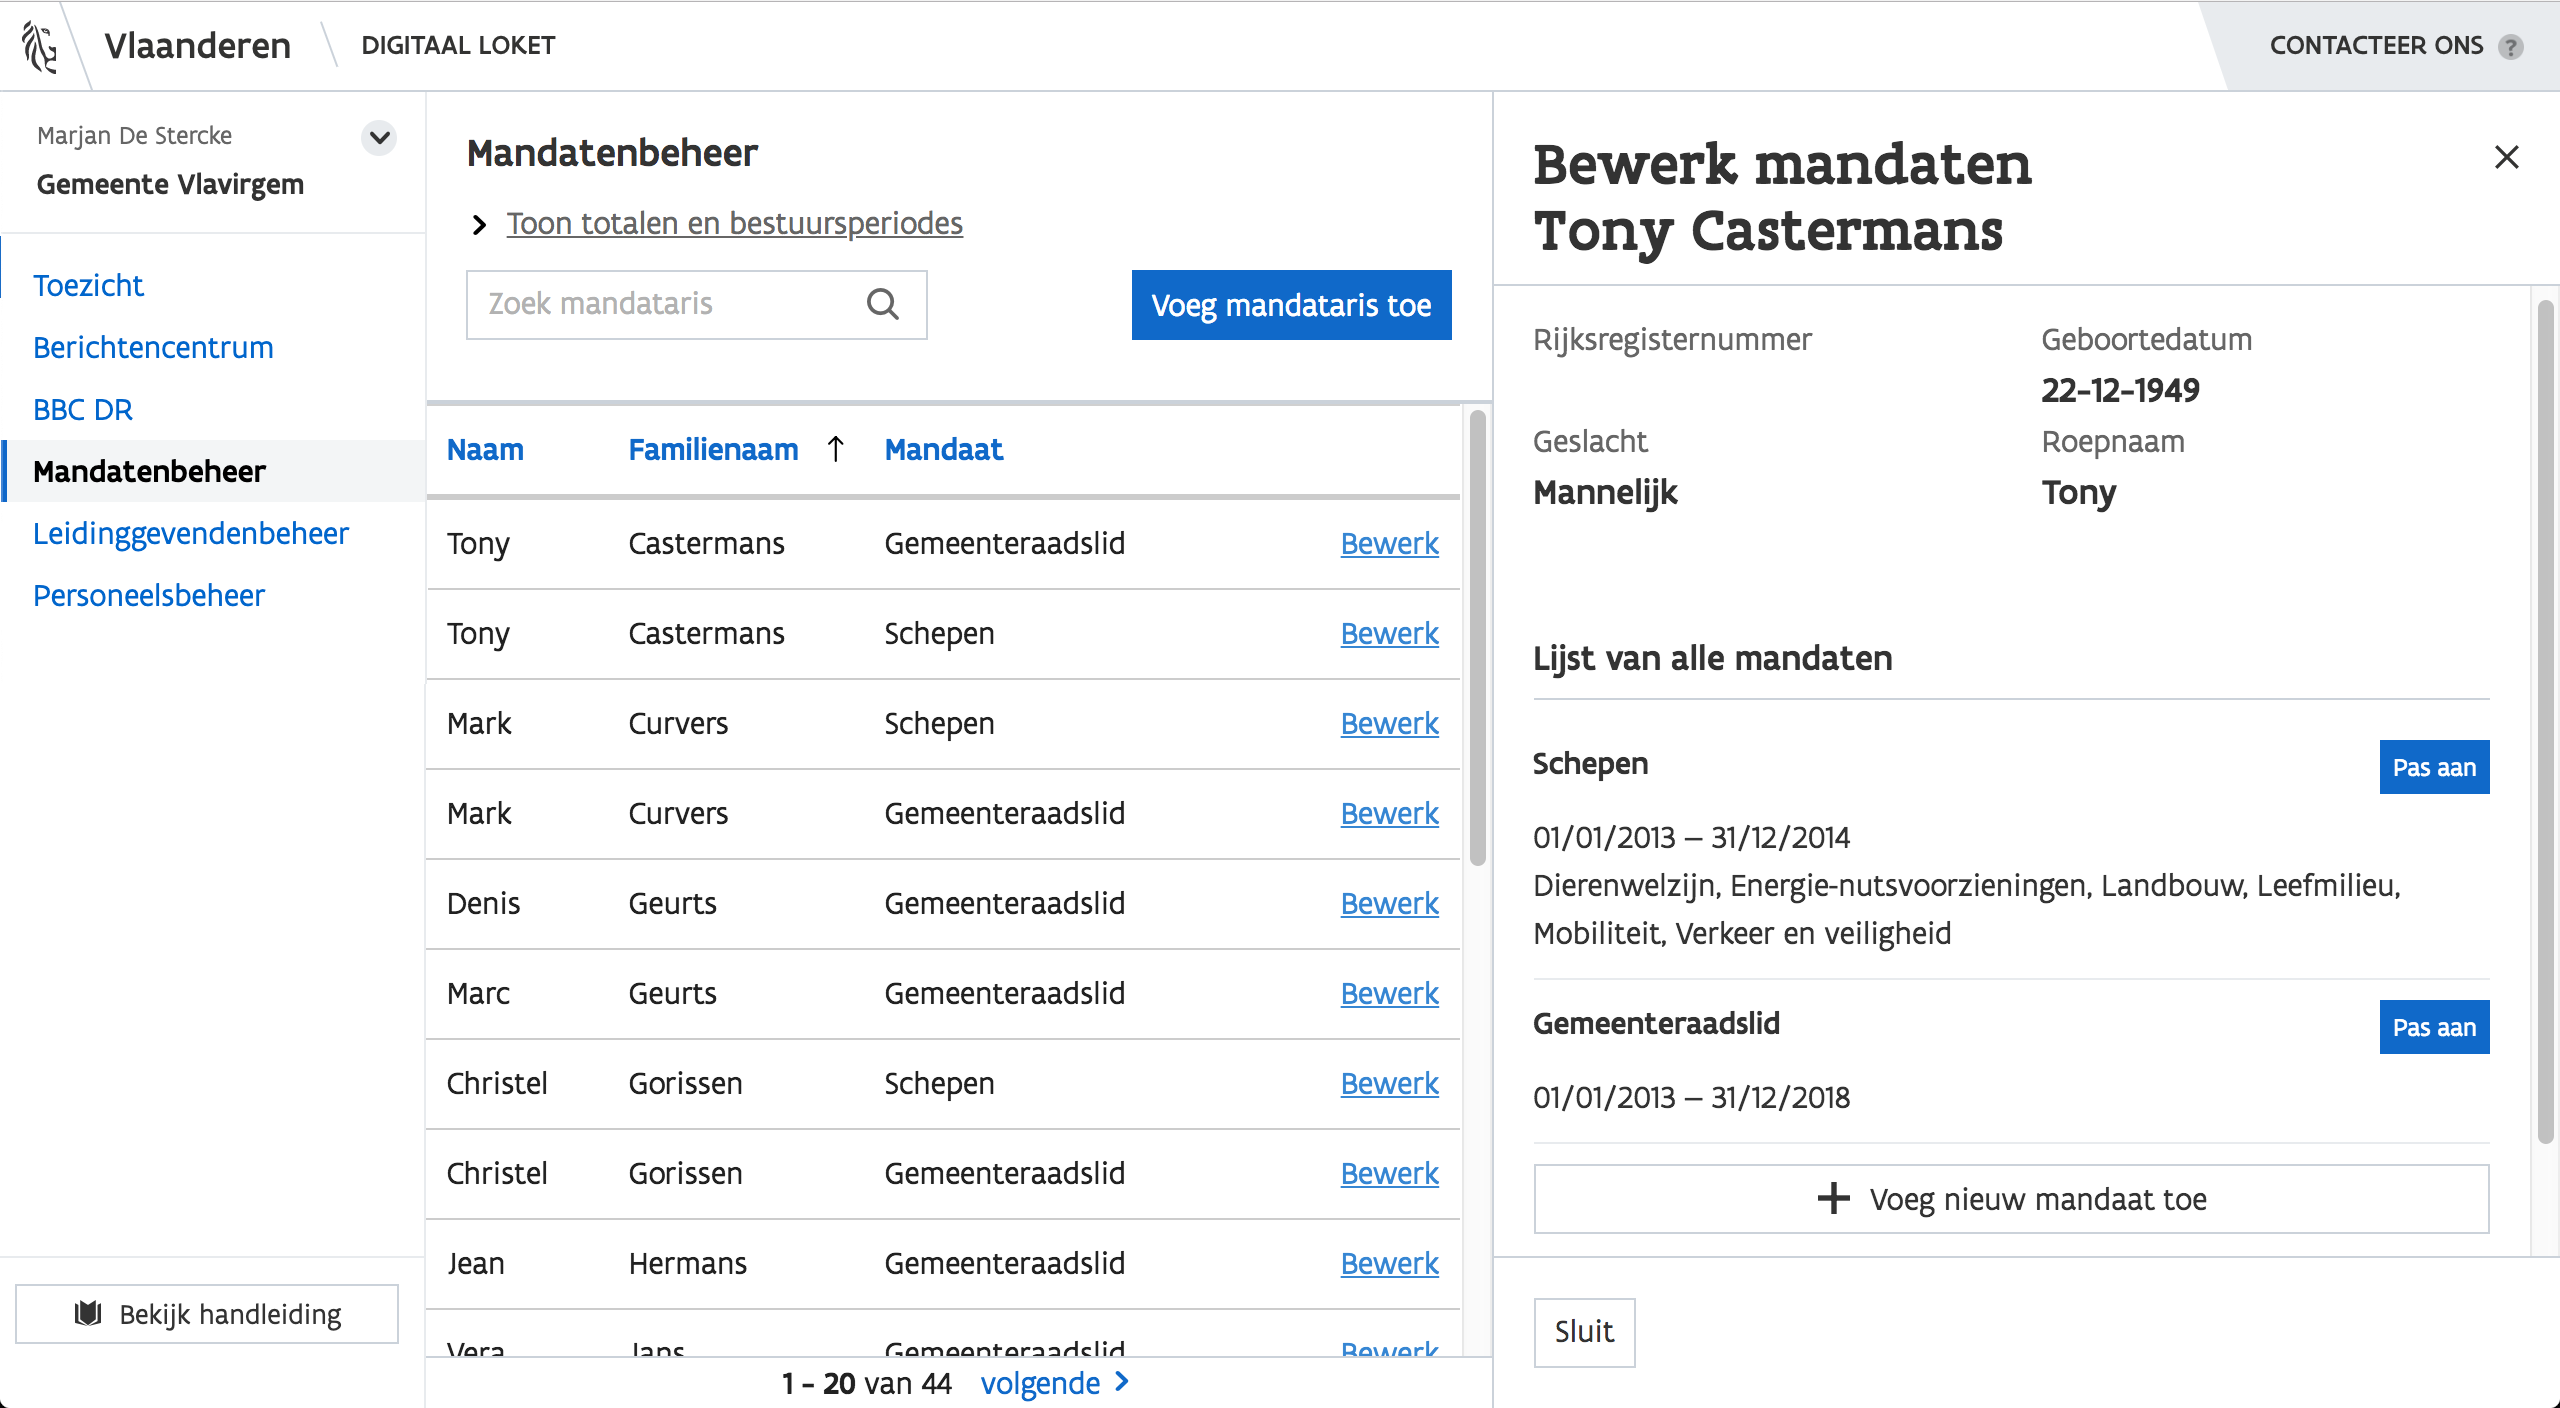 Vlaanderen
DIGITAAL LOKET
CONTACTEER ONS ?
Marjan De Stercke
Gemeente Vlavirgem
Toezicht
Berichtencentrum
BBC DR
Mandatenbeheer
Leidinggevendenbeheer
Personeelsbeheer
Bekijk handleiding
Mandatenbeheer
Toon totalen en bestuursperiodes
Zoek mandataris
Voeg mandataris toe
Naam Familienaam ↑ Mandaat
Tony Castermans Gemeenteraadslid Bewerk
Tony Castermans Schepen Bewerk
Mark Curvers Schepen Bewerk
Mark Curvers Gemeenteraadslid Bewerk
Denis Geurts Gemeenteraadslid Bewerk
Marc Geurts Gemeenteraadslid Bewerk
Christel Gorissen Schepen Bewerk
Christel Gorissen Gemeenteraadslid Bewerk
Jean Hermans Gemeenteraadslid Bewerk
Vera Jans Gemeenteraadslid Bewerk
1 - 20 van 44 volgende
Bewerk mandaten
Tony Castermans
Rijksregisternummer
Geboortedatum
22-12-1949
Geslacht
Mannelijk
Roepnaam
Tony
Lijst van alle mandaten
Schepen
Pas aan
01/01/2013 – 31/12/2014
Dierenwelzijn, Energie-nutsvoorzieningen, Landbouw, Leefmilieu,
Mobiliteit, Verkeer en veiligheid
Gemeenteraadslid
Pas aan
01/01/2013 – 31/12/2018
Voeg nieuw mandaat toe
Sluit